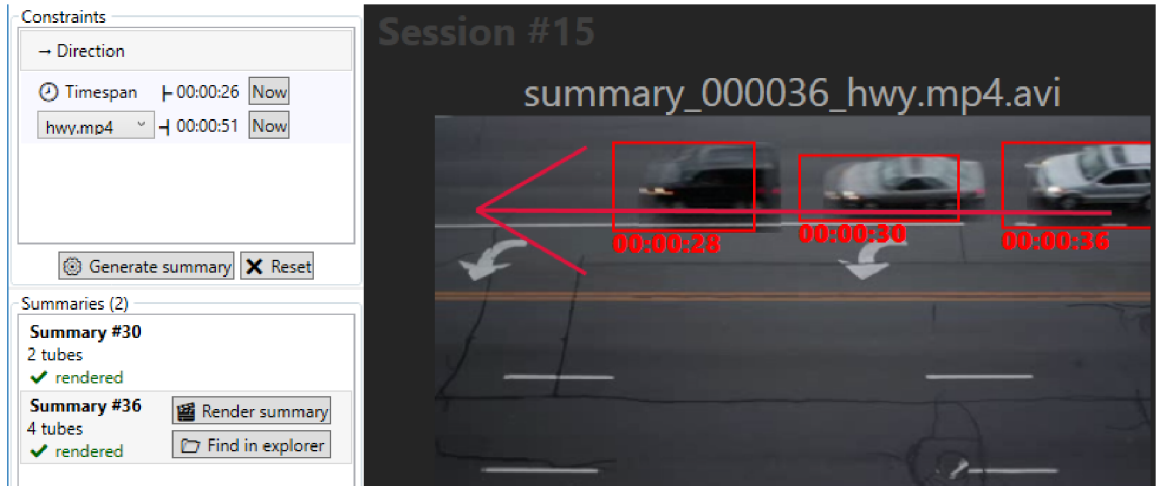 Constraints
→ Direction
Timespan 00:00:26 Now
hwy.mp4 00:00:51 Now
Generate summary Reset
Summaries (2)
Summary #30
2 tubes
rendered
Summary #36
4 tubes
rendered
Render summary
Find in explorer
Session #15
summary_000036_hwy.mp4.avi
00:00:28
00:00:30
00:00:36